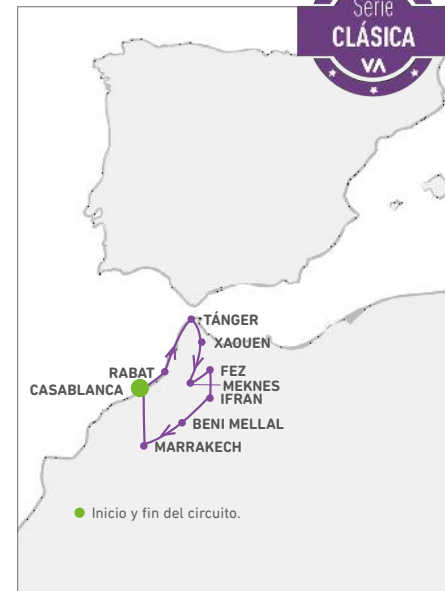 Serie
CLÁSICA
VA
TÁNGER
XAOUEN
RABAT
FEZ
CASABLANCA
MEKNES
IFRAN
BENI MELLAL
MARRAKECH
Inicio y fin del circuito.